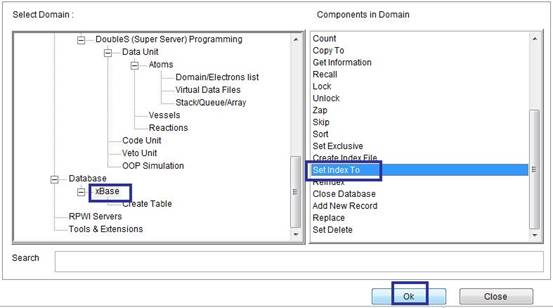 Select Domain :
DoubleS (Super Server) Programming
Data Unit
Atoms
Domain/Electrons list
Virtual Data Files
Stack/Queue/Array
Vessels
Reactions
Code Unit
Veto Unit
OOP Simulation
Database
xBase
Create Table
RPWI Servers
Tools & Extensions
Components in Domain
Count
Copy To
Get Information
Recall
Lock
Unlock
Zap
Skip
Sort
Set Exclusive
Create Index File
Set Index To
Reindex
Close Database
Add New Record
Replace
Set Delete
Search
Ok
Close